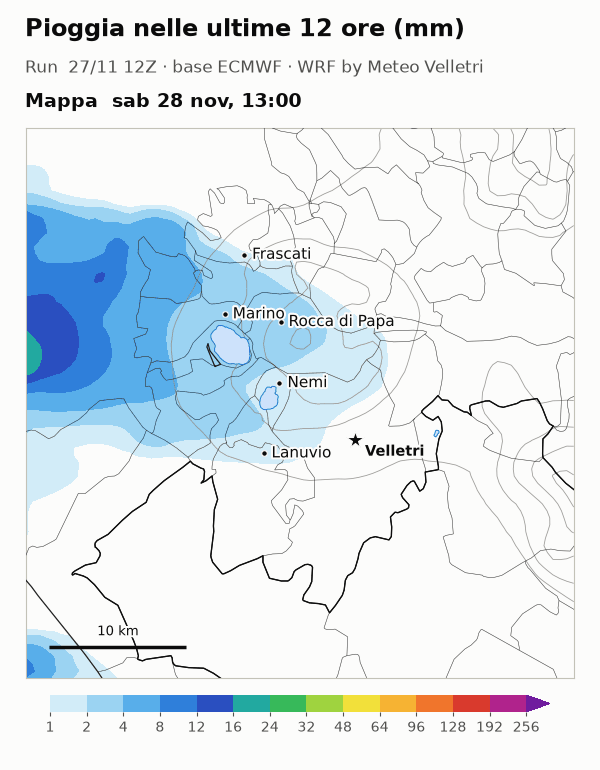 Pioggia nelle ultime 12 ore (mm)
Run  27/11 12Z · base ECMWF · WRF by Meteo Velletri
Mappa  sab 28 nov, 13:00
Frascati
Marino
Rocca di Papa
Nemi
Velletri
Lanuvio
10 km
1 2 4 8 12 16 24 32 48 64 96 128 192 256